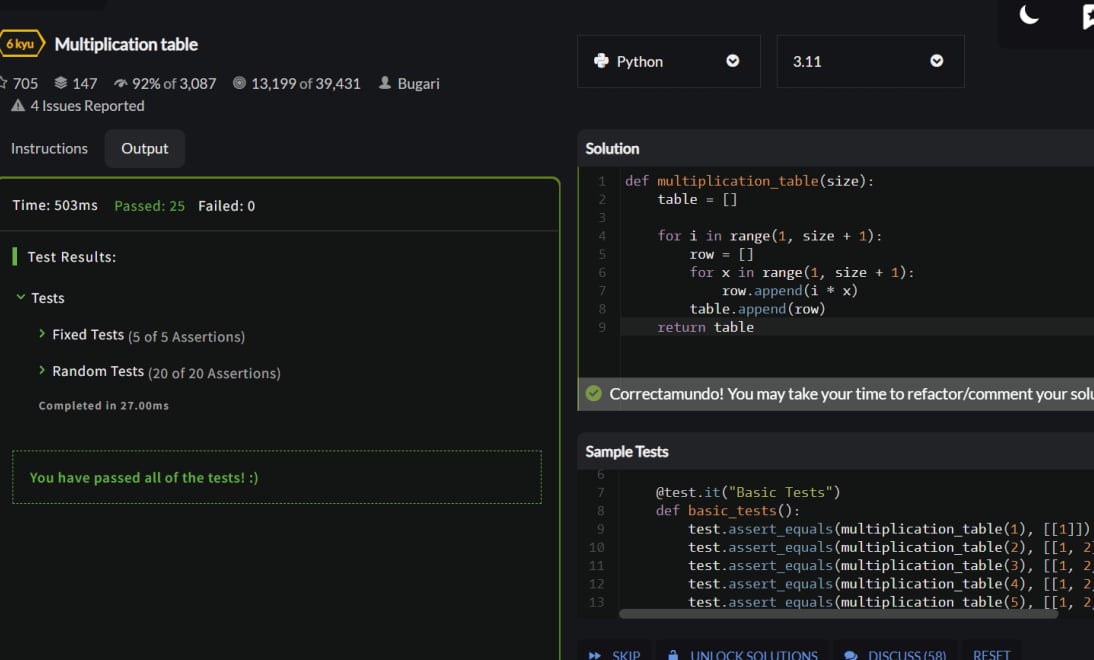 6 kyu Multiplication table
705 147 92% of 3,087 13,199 of 39,431 Bugari
4 Issues Reported
Instructions Output
Time: 503ms Passed: 25 Failed: 0
Test Results:
Tests
Fixed Tests (5 of 5 Assertions)
Random Tests (20 of 20 Assertions)
Completed in 27.00ms
You have passed all of the tests! :)
Python 3.11
Solution
1 def multiplication_table(size):
2 table = []
3
4 for i in range(1, size + 1):
5 row = []
6 for x in range(1, size + 1):
7 row.append(i * x)
8 table.append(row)
9 return table
Correctamundo! You may take your time to refactor/comment your solu
Sample Tests
6
7 @test.it("Basic Tests")
8 def basic_tests():
9 test.assert_equals(multiplication_table(1), [[1]])
10 test.assert_equals(multiplication_table(2), [[1, 2]
11 test.assert_equals(multiplication_table(3), [[1, 2,
12 test.assert_equals(multiplication_table(4), [[1, 2,
13 test.assert_equals(multiplication_table(5), [[1, 2,
SKIP UNLOCK SOLUTIONS DISCUSS (58) RESET